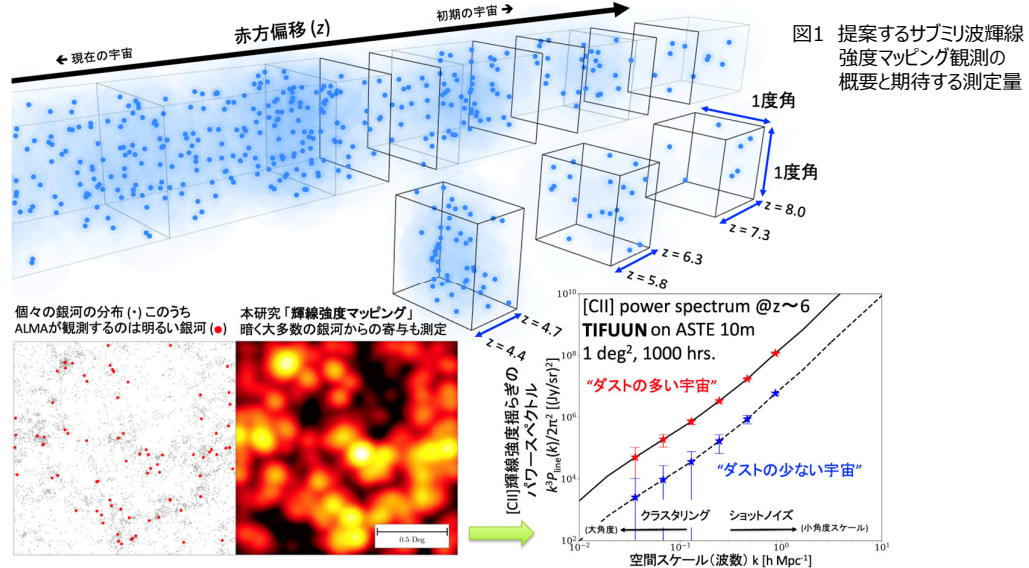 図1 提案するサブミリ波輝線
強度マッピング観測の
概要と期待する測定量
赤方偏移 (z)
初期の宇宙 →
← 現在の宇宙
1度角
1度角
z = 8.0
z = 7.3
z = 6.3
z = 5.8
z = 4.7
z = 4.4
個々の銀河の分布 (・) このうち
ALMAが観測するのは明るい銀河 (●)
本研究「輝線強度マッピング」
暗く大多数の銀河からの寄与も測定
0.5 Deg
[CII]輝線強度揺らぎの
パワースペクトル
k³Pline(k)/2π² [(Jy/sr)²]
10¹⁰
10⁸
10⁶
10⁴
10²
[CII] power spectrum @z〜6
TIFUUN on ASTE 10m
1 deg², 1000 hrs.
“ダストの多い宇宙”
“ダストの少ない宇宙”
クラスタリング
ショットノイズ
(大角度)
(小角度スケール)
10⁻²
10⁻¹
10⁰
10¹
空間スケール(波数) k [h Mpc⁻¹]